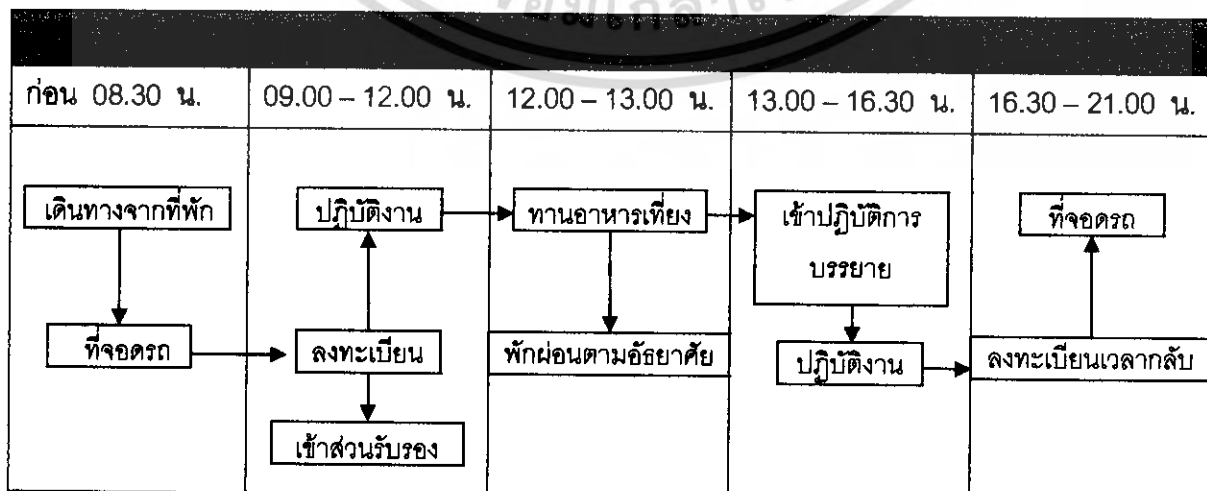 ก่อน 08.30 น.
09.00 – 12.00 น.
12.00 – 13.00 น.
13.00 – 16.30 น.
16.30 – 21.00 น.
เดินทางจากที่พัก
ปฏิบัติงาน
ทานอาหารเที่ยง
เข้าปฏิบัติการ
บรรยาย
ที่จอดรถ
ที่จอดรถ
ลงทะเบียน
พักผ่อนตามอัธยาศัย
ปฏิบัติงาน
ลงทะเบียนเวลากลับ
เข้าส่วนรับรอง